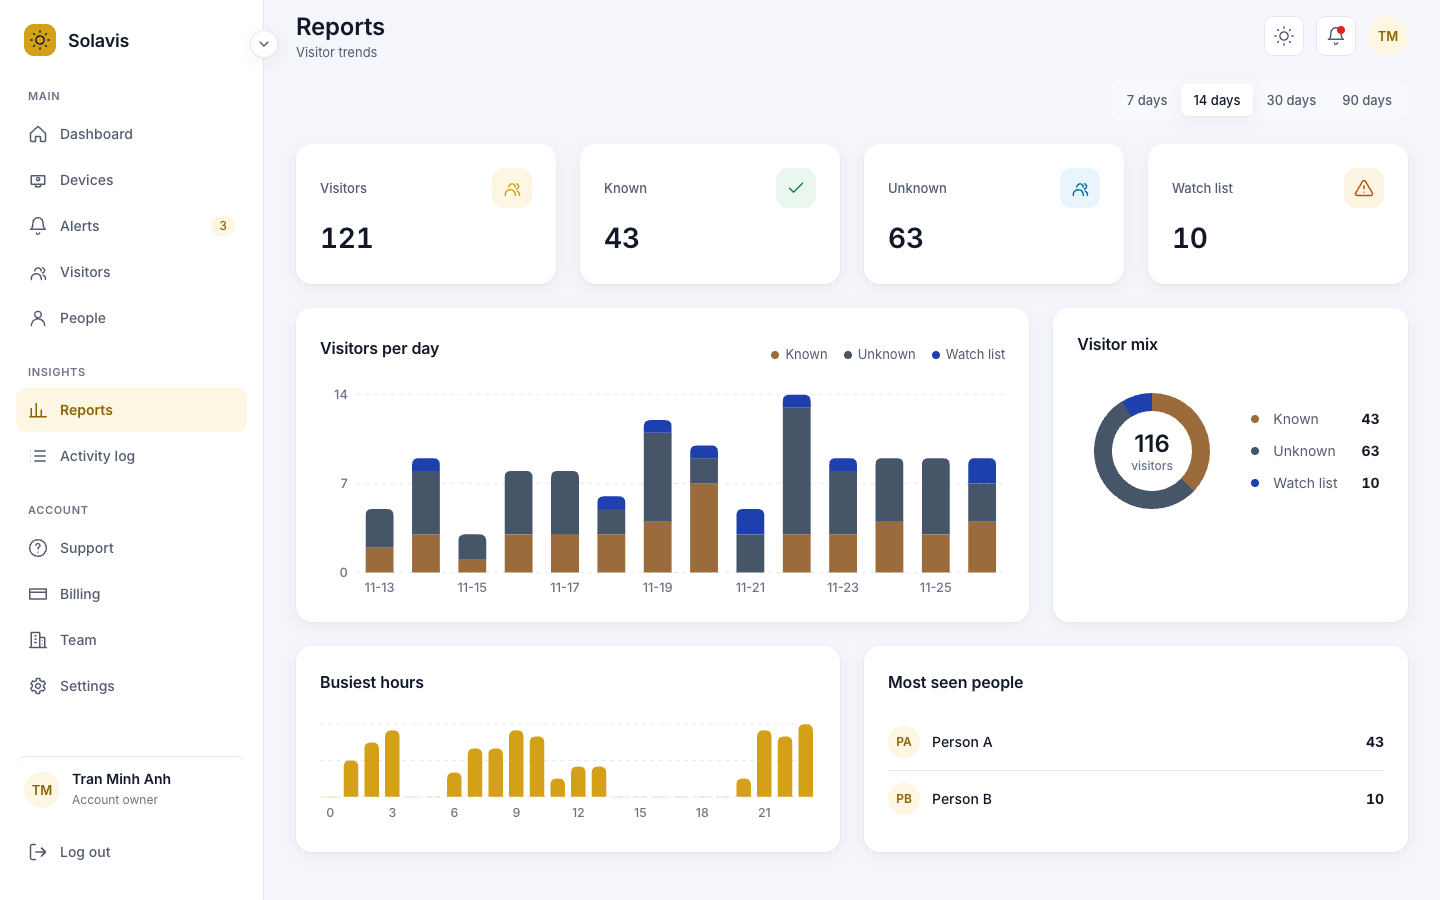 Solavis
MAIN
Dashboard
Devices
Alerts 3
Visitors
People
INSIGHTS
Reports
Activity log
ACCOUNT
Support
Billing
Team
Settings
TM Tran Minh Anh
Account owner
Log out
Reports
Visitor trends
TM
7 days 14 days 30 days 90 days
Visitors
121
Known
43
Unknown
63
Watch list
10
Visitors per day
Known Unknown Watch list
14
7
0
11-13 11-15 11-17 11-19 11-21 11-23 11-25
Visitor mix
116
visitors
Known 43
Unknown 63
Watch list 10
Busiest hours
0 3 6 9 12 15 18 21
Most seen people
PA Person A 43
PB Person B 10